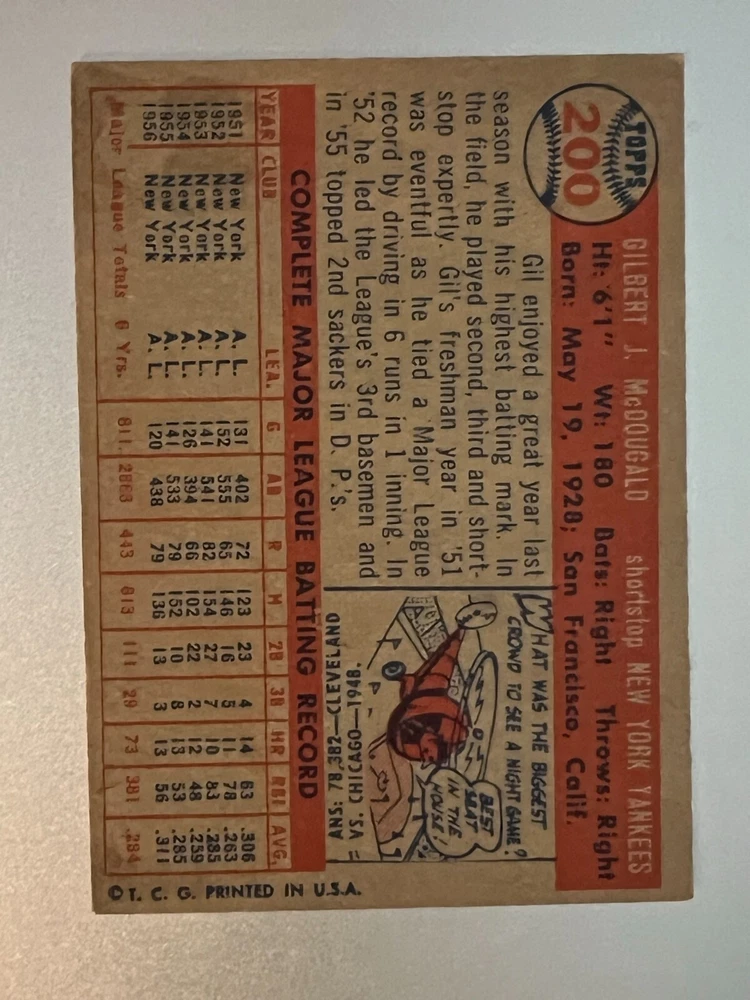 TOPPS
200
GILBERT J. McDOUGALD shortstop NEW YORK YANKEES
Ht: 6'1" Wt: 180 Bats: Right Throws: Right
Born: May 19, 1928; San Francisco, Calif.
Gil enjoyed a great year last
season with his highest batting mark. In
the field, he played second, third and short-
stop expertly. Gil's freshman year in '51
was eventful as he tied a Major League
record by driving in 6 runs in 1 inning. In
'52 he led the League's 3rd basemen and
in '55 topped 2nd sackers in D. P.'s.
WHAT WAS THE BIGGEST
CROWD TO SEE A NIGHT GAME?
BEST
SEAT
IN THE
HOUSE!
ANS: 78,382—CLEVELAND
VS. CHICAGO—1948.
COMPLETE MAJOR LEAGUE BATTING RECORD
YEAR CLUB LEA. G AB R H 2B 3B HR RBI AVG.
1951 New York A. L. 131 402 72 123 23 4 14 63 .306
1952 New York A. L. 152 555 65 146 16 5 11 78 .263
1953 New York A. L. 141 541 82 154 27 7 10 83 .285
1954 New York A. L. 126 394 66 102 22 2 12 48 .259
1955 New York A. L. 141 533 79 152 10 8 13 53 .285
1956 New York A. L. 120 438 79 136 13 3 13 56 .311
Major League Totals 6 Yrs. 811 2863 443 813 111 29 73 381 .284
© T. C. G. PRINTED IN U.S.A.